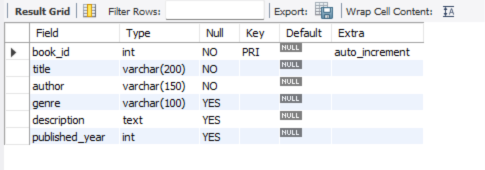 Result Grid Filter Rows: Export: Wrap Cell Content: IA
Field Type Null Key Default Extra
book_id int NO PRI NULL auto_increment
title varchar(200) NO NULL
author varchar(150) NO NULL
genre varchar(100) YES NULL
description text YES NULL
published_year int YES NULL